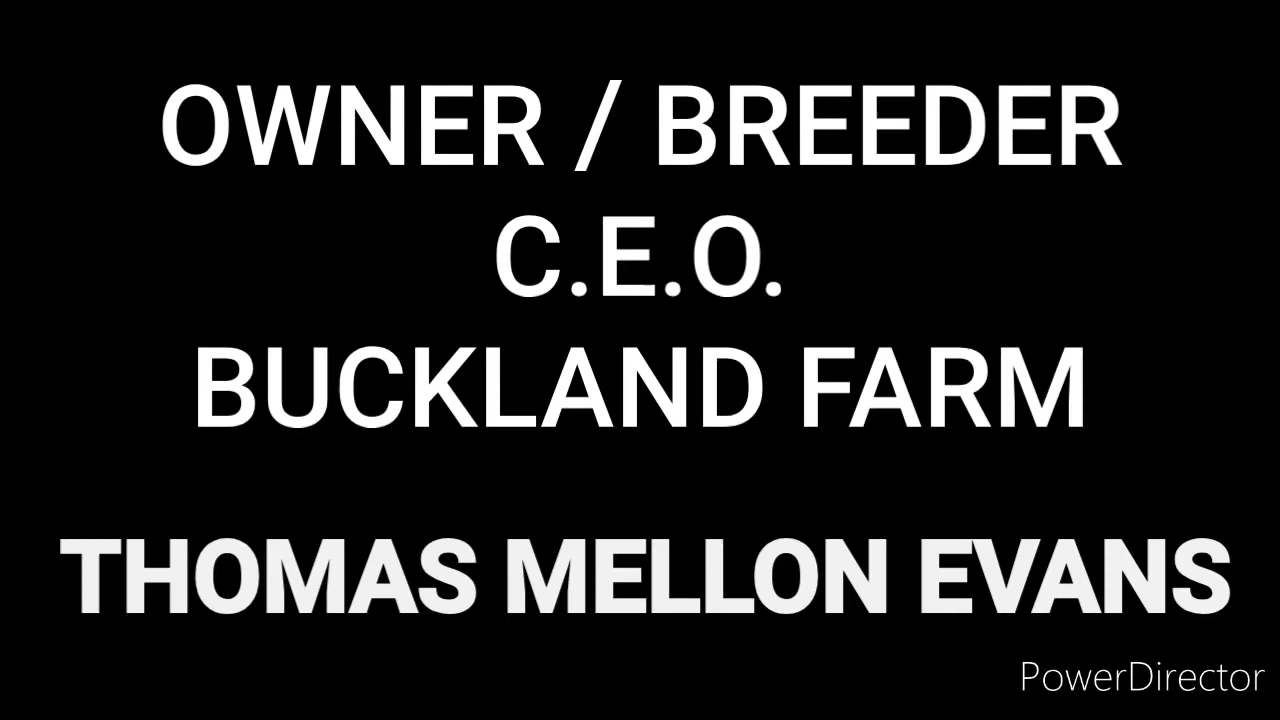 OWNER / BREEDER
C.E.O.
BUCKLAND FARM
THOMAS MELLON EVANS
PowerDirector